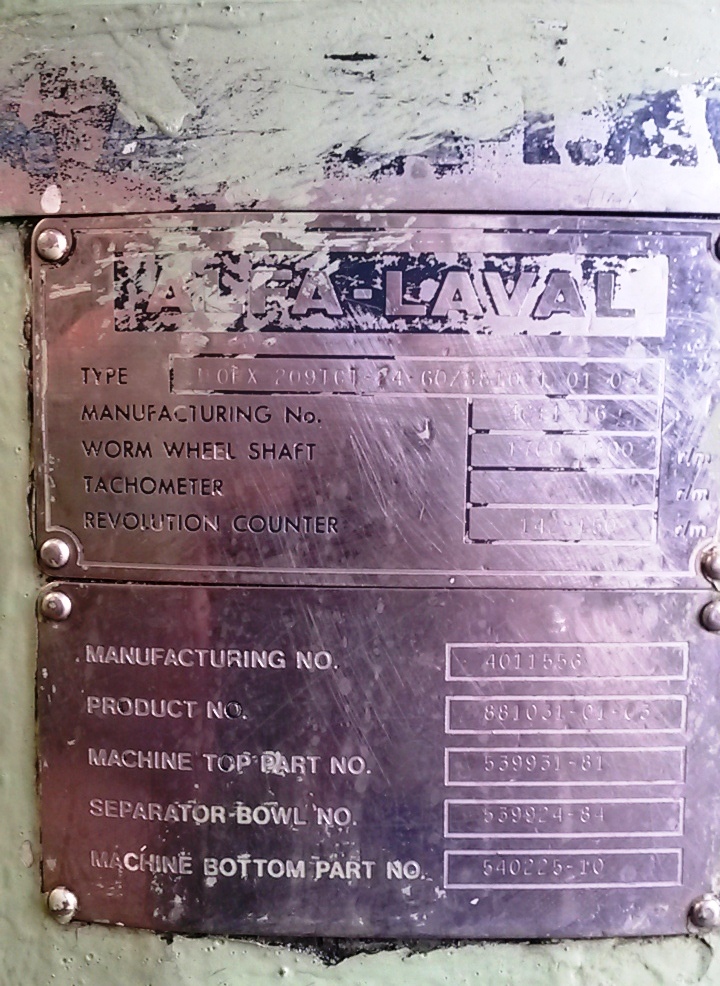 ALFA-LAVAL
TYPE
MANUFACTURING No.
WORM WHEEL SHAFT r/m
TACHOMETER r/m
REVOLUTION COUNTER r/m
MANUFACTURING NO. 4011556
PRODUCT NO. 881031-01-03
MACHINE TOP PART NO. 539931-81
SEPARATOR-BOWL NO. 539924-84
MACHINE BOTTOM PART NO. 540225-10